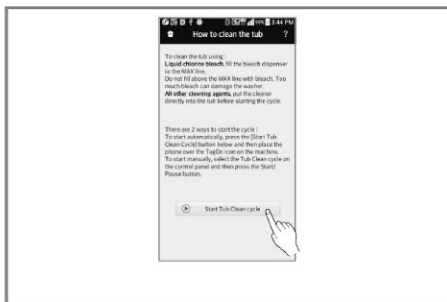 99% 3:44 PM
How to clean the tub ?
To clean the tub using:
Liquid chlorine bleach, fill the bleach dispenser
to the MAX line.
Do not fill above the MAX line with bleach. Too
much bleach can damage the washer.
All other cleaning agents, put the cleaner
directly into the tub before starting the cycle.
There are 2 ways to start the cycle :
To start automatically, press the [Start Tub
Clean Cycle] button below and then place the
phone over the TagOn icon on the machine.
To start manually, select the Tub Clean cycle on
the control panel and then press the Start/
Pause button.
Start Tub Clean cycle